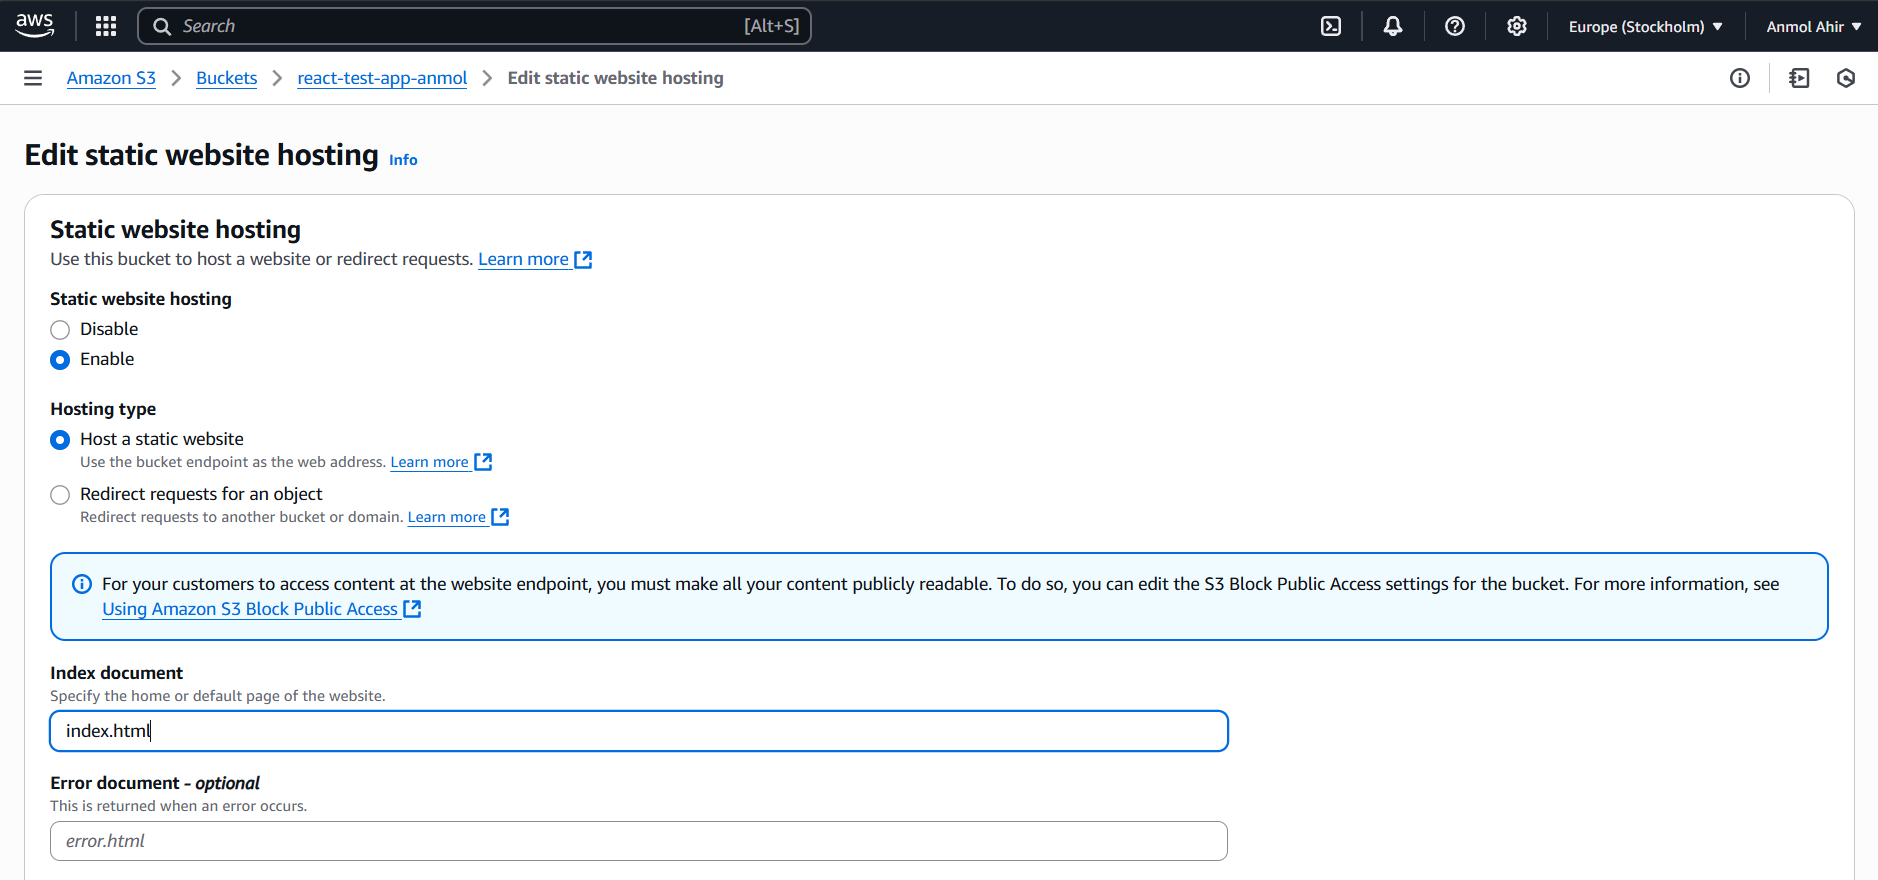 aws
Search [Alt+S] Europe (Stockholm) Anmol Ahir
Amazon S3 Buckets react-test-app-anmol Edit static website hosting
Edit static website hosting Info
Static website hosting
Use this bucket to host a website or redirect requests. Learn more
Static website hosting
Disable
Enable
Hosting type
Host a static website
Use the bucket endpoint as the web address. Learn more
Redirect requests for an object
Redirect requests to another bucket or domain. Learn more
For your customers to access content at the website endpoint, you must make all your content publicly readable. To do so, you can edit the S3 Block Public Access settings for the bucket. For more information, see
Using Amazon S3 Block Public Access
Index document
Specify the home or default page of the website.
index.html
Error document - optional
This is returned when an error occurs.
error.html